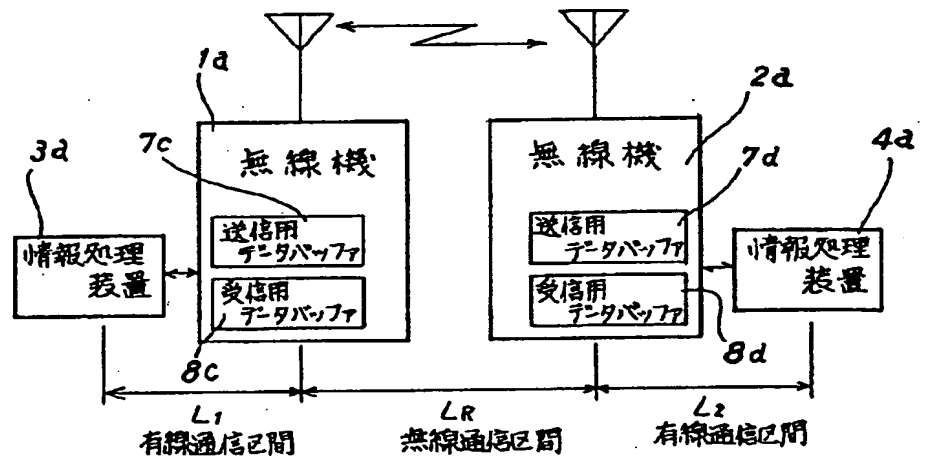 1a
2a
3a
7c
無線機
無線機
7d
4a
情報処理
装置
送信用
データバッファ
受信用
データバッファ
送信用
データバッファ
受信用
データバッファ
情報処理
装置
8c
8d
L1
LR
L2
有線通信区間
無線通信区間
有線通信区間